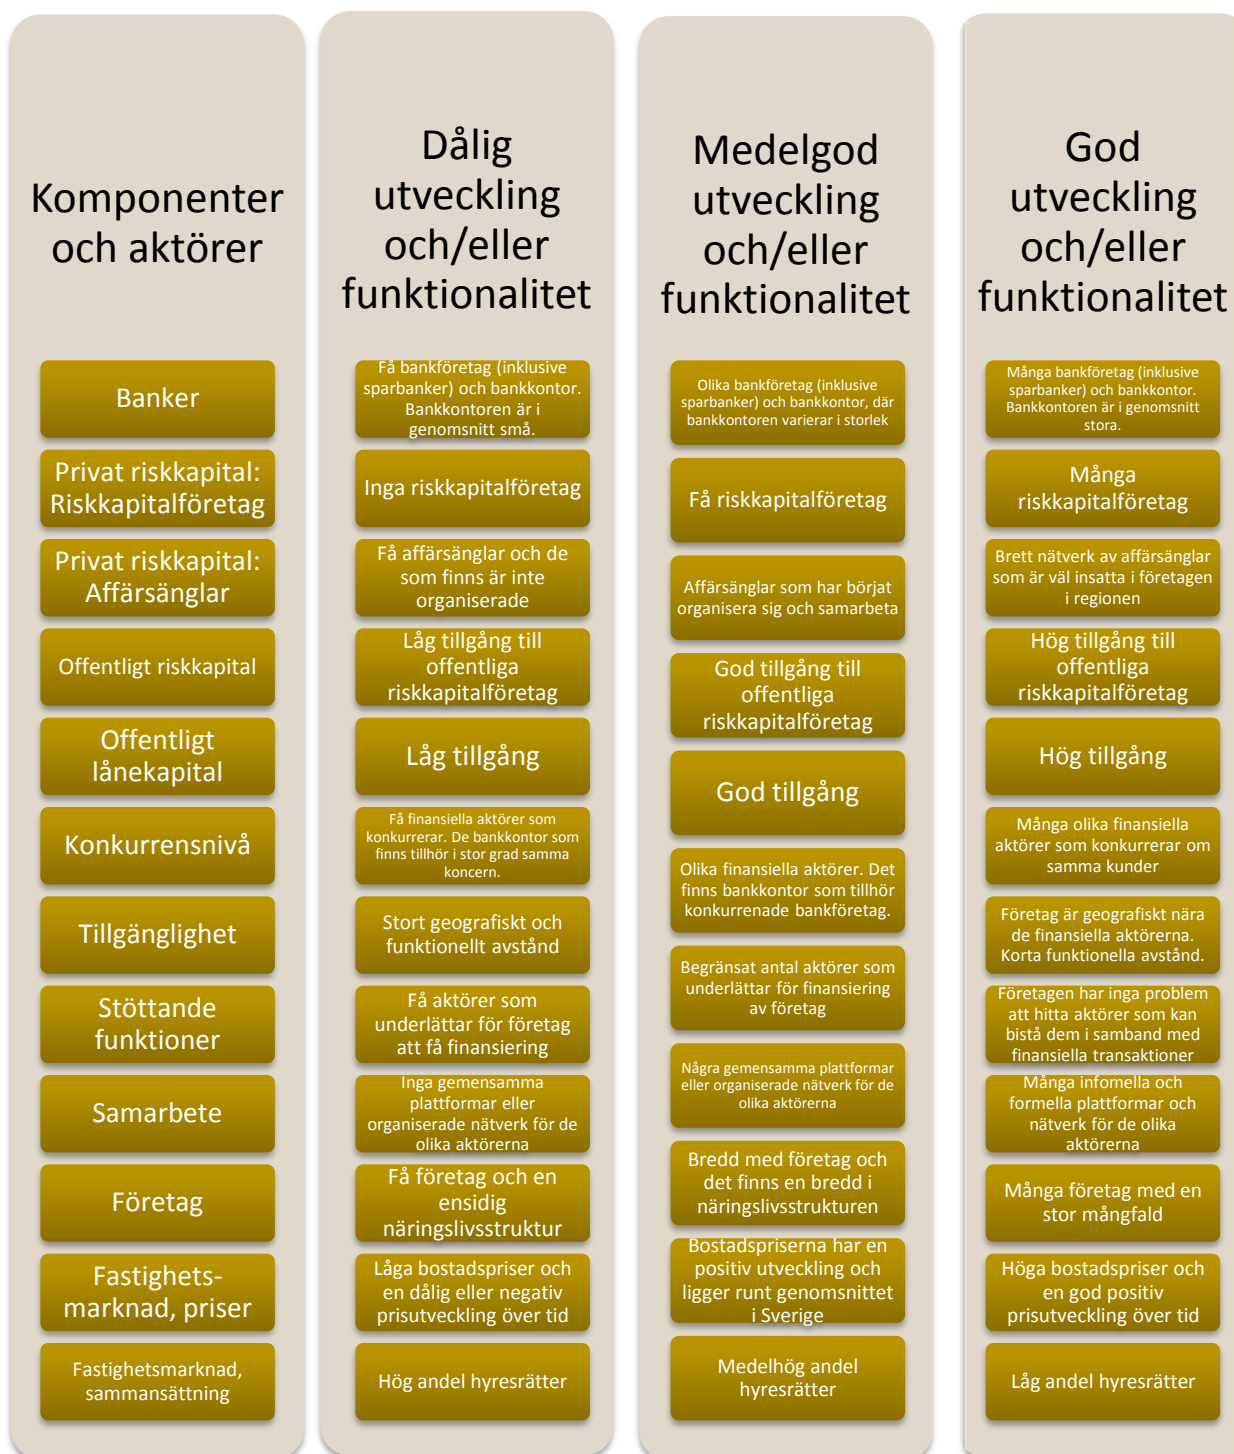 Komponenter
och aktörer
Banker
Privat riskkapital:
Riskkapitalföretag
Privat riskkapital:
Affärsänglar
Offentligt riskkapital
Offentligt
lånekapital
Konkurrensnivå
Tillgänglighet
Stöttande
funktioner
Samarbete
Företag
Fastighets-
marknad, priser
Fastighetsmarknad,
sammansättning
Dålig
utveckling
och/eller
funktionalitet
Få bankföretag (inklusive
sparbanker) och bankkontor.
Bankkontoren är i
genomsnitt små.
Inga riskkapitalföretag
Få affärsänglar och de
som finns är inte
organiserade
Låg tillgång till
offentliga
riskkapitalföretag
Låg tillgång
Få finansiella aktörer som
konkurrerar. De bankkontor som
finns tillhör i stor grad samma
koncern.
Stort geografiskt och
funktionellt avstånd
Få aktörer som
underlättar för företag
att få finansiering
Inga gemensamma
plattformar eller
organiserade nätverk för de
olika aktörerna
Få företag och en
ensidig
näringslivsstruktur
Låga bostadspriser och
en dålig eller negativ
prisutveckling över tid
Hög andel hyresrätter
Medelgod
utveckling
och/eller
funktionalitet
Olika bankföretag (inklusive
sparbanker) och bankkontor, där
bankkontoren varierar i storlek
Få riskkapitalföretag
Affärsänglar som har börjat
organisera sig och samarbeta
God tillgång till
offentliga
riskkapitalföretag
God tillgång
Olika finansiella aktörer. Det
finns bankkontor som tillhör
konkurrenade bankföretag.
Begränsat antal aktörer som
underlättar för finansiering
av företag
Några gemensamma plattformar
eller organiserade nätverk för de
olika aktörerna
Bredd med företag och
det finns en bredd i
näringslivsstrukturen
Bostadspriserna har en
positiv utveckling och
ligger runt genomsnittet
i Sverige
Medelhög andel
hyresrätter
God
utveckling
och/eller
funktionalitet
Många bankföretag (inklusive
sparbanker) och bankkontor.
Bankkontoren är i genomsnitt
stora.
Många
riskkapitalföretag
Brett nätverk av affärsänglar
som är väl insatta i företagen
i regionen
Hög tillgång till
offentliga
riskkapitalföretag
Hög tillgång
Många olika finansiella
aktörer som konkurrerar om
samma kunder
Företag är geografiskt nära
de finansiella aktörerna.
Korta funktionella avstånd.
Företagen har inga problem
att hitta aktörer som kan
bistå dem i samband med
finansiella transaktioner
Många infomella och
formella plattformar och
nätverk för de olika
aktörerna
Många företag med en
stor mångfald
Höga bostadspriser och
en god positiv
prisutveckling över tid
Låg andel hyresrätter